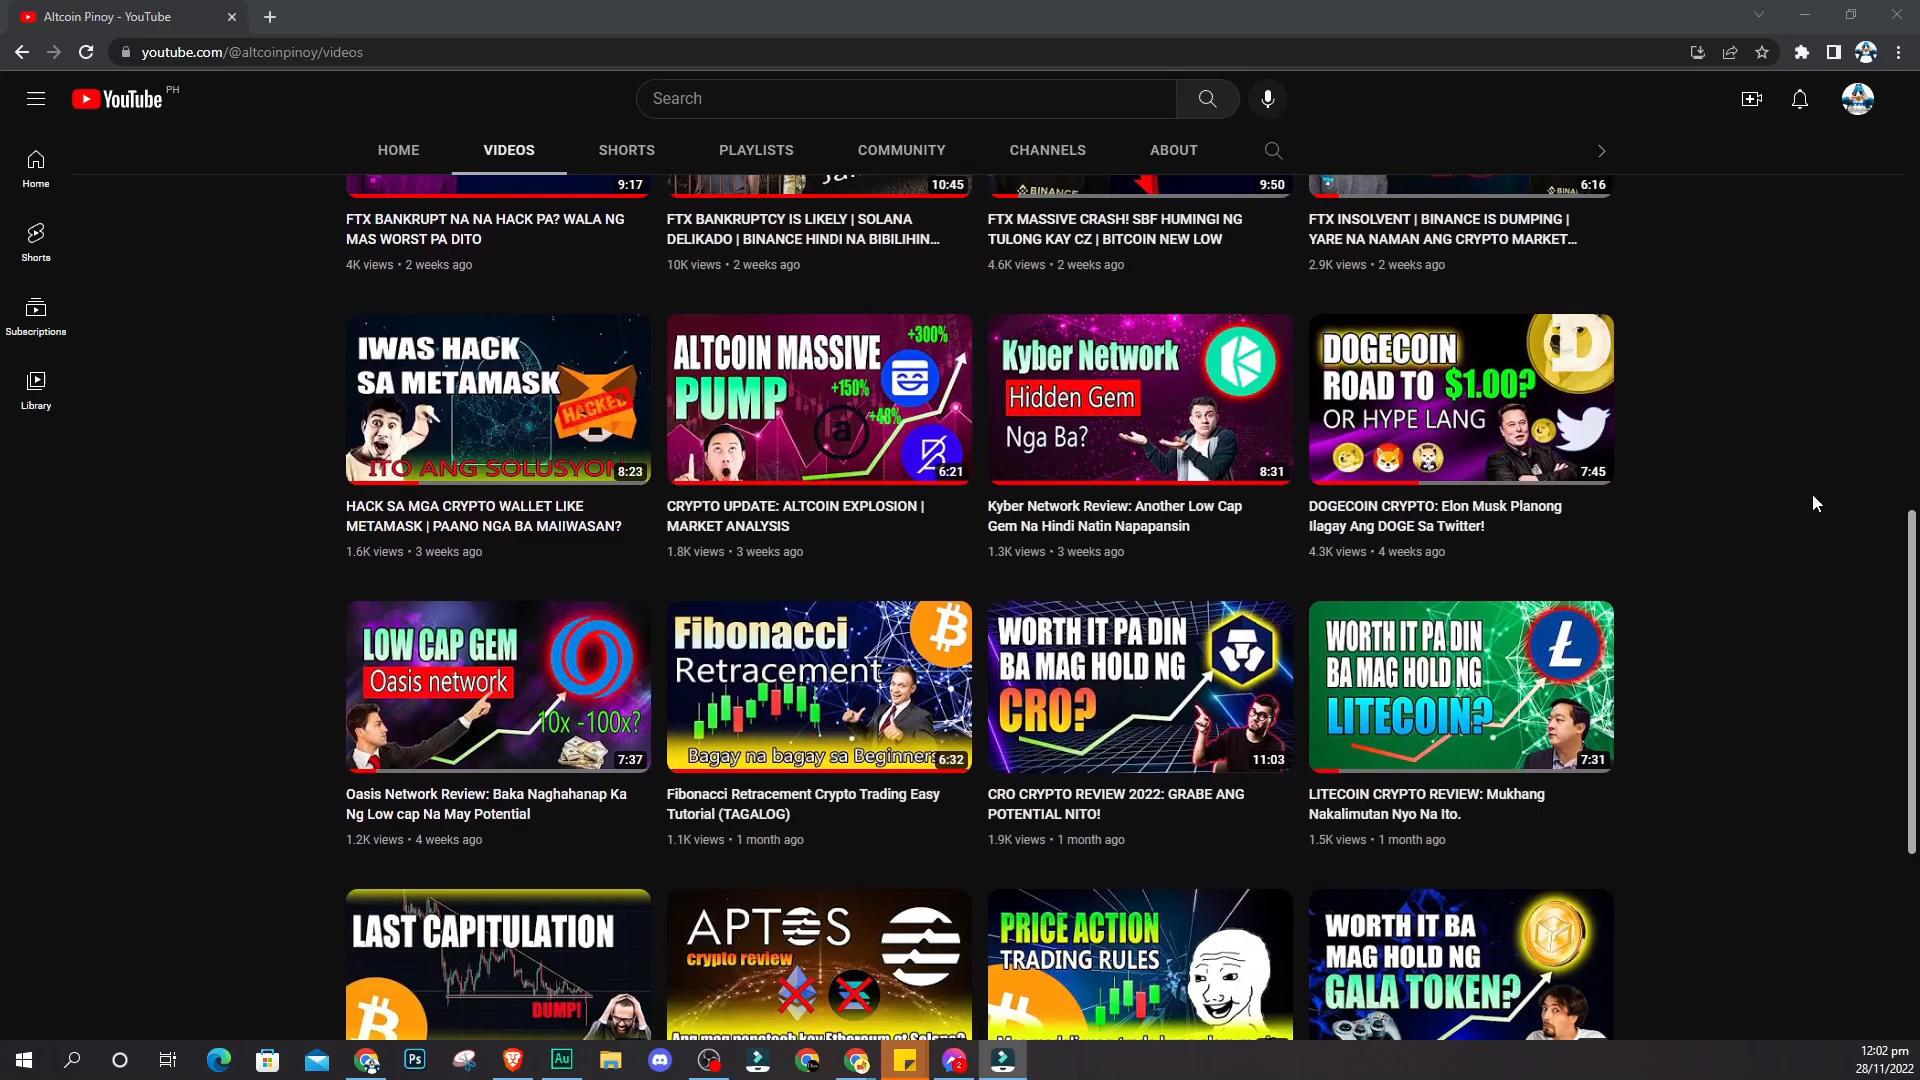 Altcoin Pinoy - YouTube
youtube.com/@altcoinpinoy/videos
YouTube PH
Search
HOME VIDEOS SHORTS PLAYLISTS COMMUNITY CHANNELS ABOUT
Home
Shorts
Subscriptions
Library
9:17
10:45
BINANCE
9:50
6:16
FTX BANKRUPT NA NA HACK PA? WALA NG
MAS WORST PA DITO
4K views • 2 weeks ago
FTX BANKRUPTCY IS LIKELY | SOLANA
DELIKADO | BINANCE HINDI NA BIBILIHIN...
10K views • 2 weeks ago
FTX MASSIVE CRASH! SBF HUMINGI NG
TULONG KAY CZ | BITCOIN NEW LOW
4.6K views • 2 weeks ago
FTX INSOLVENT | BINANCE IS DUMPING |
YARE NA NAMAN ANG CRYPTO MARKET...
2.9K views • 2 weeks ago
IWAS HACK
SA METAMASK
HACKED
ITO ANG SOLUSYON
8:23
HACK SA MGA CRYPTO WALLET LIKE
METAMASK | PAANO NGA BA MAIIWASAN?
1.6K views • 3 weeks ago
ALTCOIN MASSIVE
PUMP
+300%
+150%
+40%
6:21
CRYPTO UPDATE: ALTCOIN EXPLOSION |
MARKET ANALYSIS
1.8K views • 3 weeks ago
Kyber Network
Hidden Gem
Nga Ba?
8:31
Kyber Network Review: Another Low Cap
Gem Na Hindi Natin Napapansin
1.3K views • 3 weeks ago
DOGECOIN
ROAD TO $1.00?
OR HYPE LANG
7:45
DOGECOIN CRYPTO: Elon Musk Planong
Ilagay Ang DOGE Sa Twitter!
4.3K views • 4 weeks ago
LOW CAP GEM
Oasis network
10x -100x?
7:37
Oasis Network Review: Baka Naghahanap Ka
Ng Low cap Na May Potential
1.2K views • 4 weeks ago
Fibonacci
Retracement
Bagay na bagay sa Beginners
6:32
Fibonacci Retracement Crypto Trading Easy
Tutorial (TAGALOG)
1.1K views • 1 month ago
WORTH IT PA DIN
BA MAG HOLD NG
CRO?
11:03
CRO CRYPTO REVIEW 2022: GRABE ANG
POTENTIAL NITO!
1.9K views • 1 month ago
WORTH IT PA DIN
BA MAG HOLD NG
LITECOIN?
7:31
LITECOIN CRYPTO REVIEW: Mukhang
Nakalimutan Nyo Na Ito.
1.5K views • 1 month ago
LAST CAPITULATION
DUMP!
APTOS
crypto review
PRICE ACTION
TRADING RULES
WORTH IT BA
MAG HOLD NG
GALA TOKEN?
Ps
Au
2
12:02 pm
28/11/2022